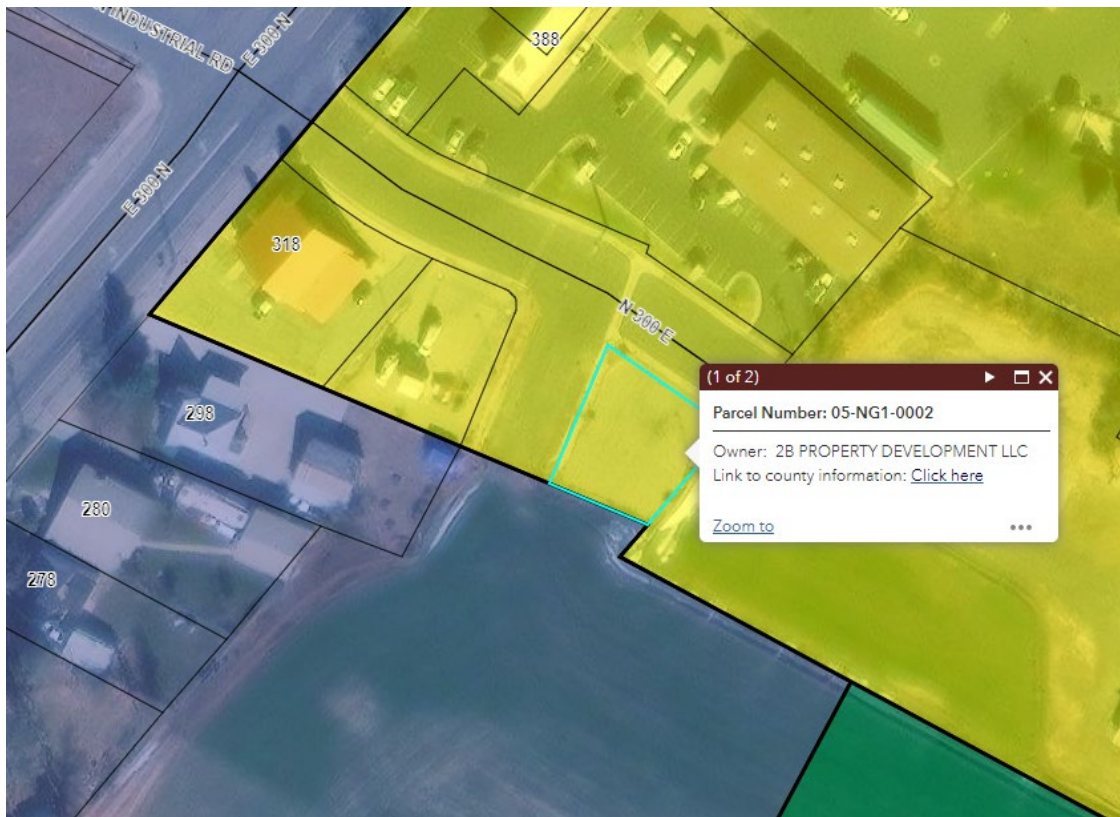 INDUSTRIAL RD
E 300 N
388
E 300 N
318
N 300 E
(1 of 2)
Parcel Number: 05-NG1-0002
Owner: 2B PROPERTY DEVELOPMENT LLC
Link to county information: Click here
Zoom to
298
280
278